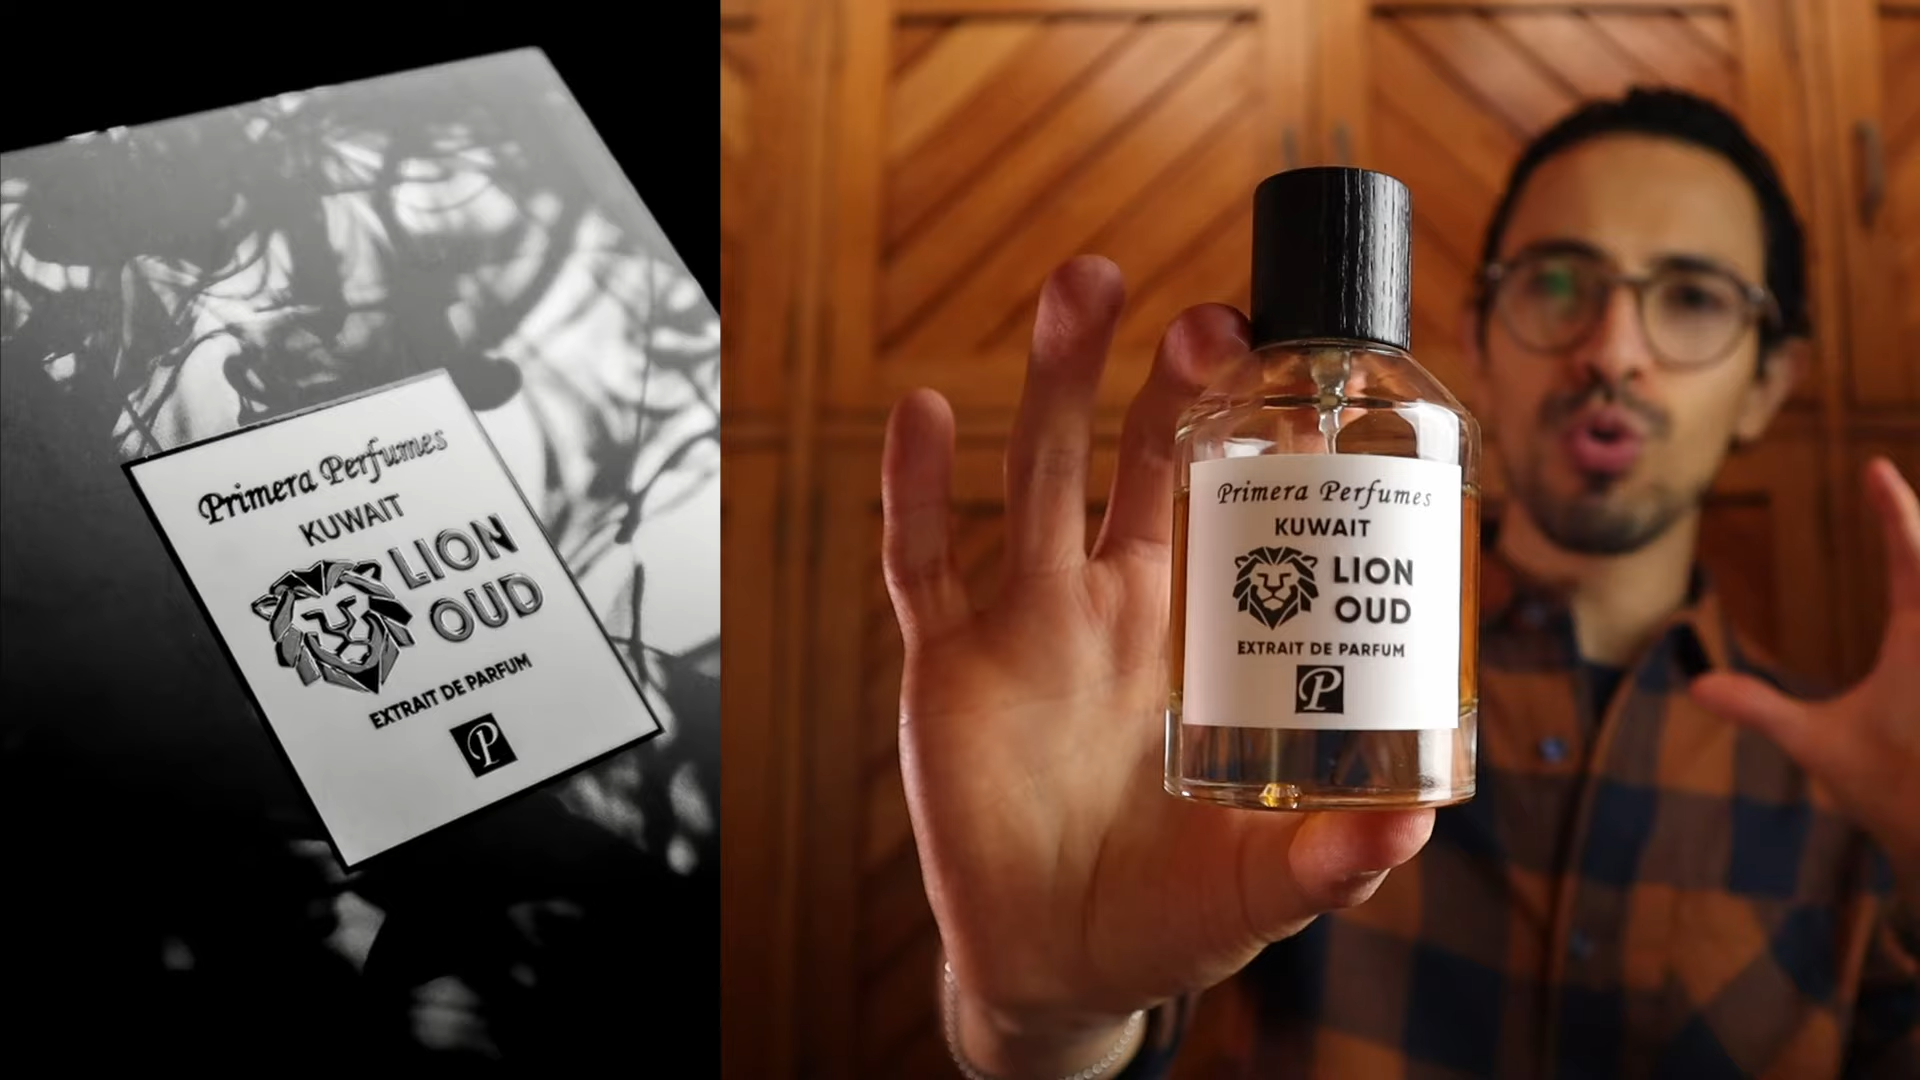 Primera Perfumes
KUWAIT
LION
OUD
EXTRAIT DE PARFUM
P
Primera Perfumes
KUWAIT
LION
OUD
EXTRAIT DE PARFUM
P